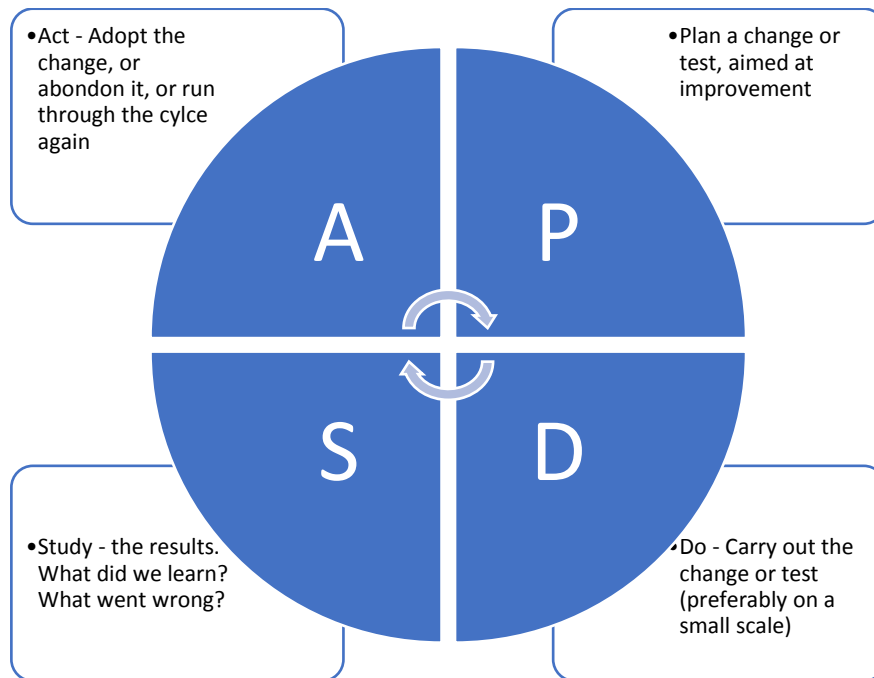 •Act - Adopt the
change, or
abondon it, or run
through the cylce
again
•Plan a change or
test, aimed at
improvement
A
P
S
D
•Study - the results.
What did we learn?
What went wrong?
•Do - Carry out the
change or test
(preferably on a
small scale)